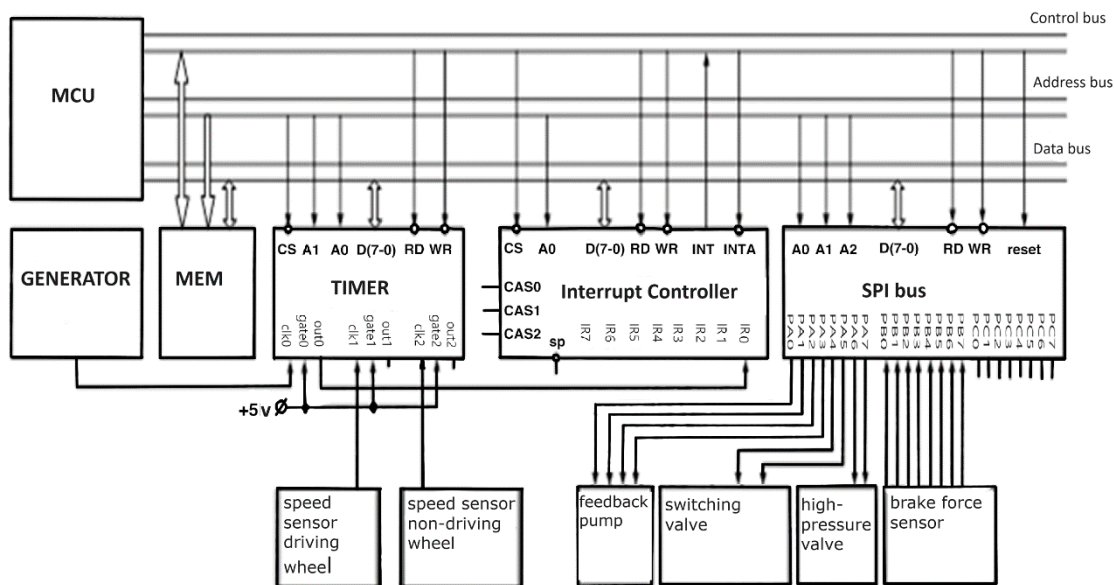 Control bus
MCU
Address bus
Data bus
GENERATOR
MEM
CS A1 A0 D(7-0) RD WR
TIMER
clk0 gate0 out0 clk1 gate1 out1 clk2 gate2 out2
CS A0 D(7-0) RD WR INT INTA
CAS0
Interrupt Controller
CAS1
CAS2
sp
IR7 IR6 IR5 IR4 IR3 IR2 IR1 IR0
A0 A1 A2 D(7-0) RD WR reset
SPI bus
PA0 PA1 PA2 PA3 PA4 PA5 PA6 PA7 PB0 PB1 PB2 PB3 PB4 PB5 PB6 PB7 PC0 PC1 PC2 PC3 PC4 PC5 PC6 PC7
+5v
speed
sensor
driving
wheel
speed sensor
non-driving
wheel
feedback
pump
switching
valve
high-
pressure
valve
brake force
sensor